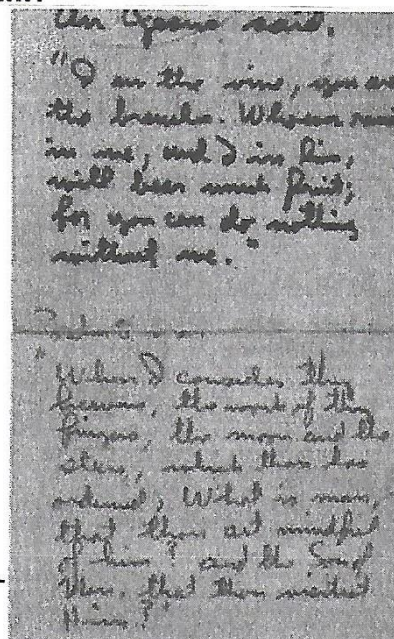 As Jesus said,
"I am the vine, you are
the branches. Whoever remains
in me, and I in him,
will bear much fruit;
for you can do nothing
without me."
"When I consider Thy
heavens, the work of Thy
fingers, the moon and the
stars, which thou has
ordained; What is man,
that thou art mindful
of him? and the Son of
Man, that thou visitest
Him?"